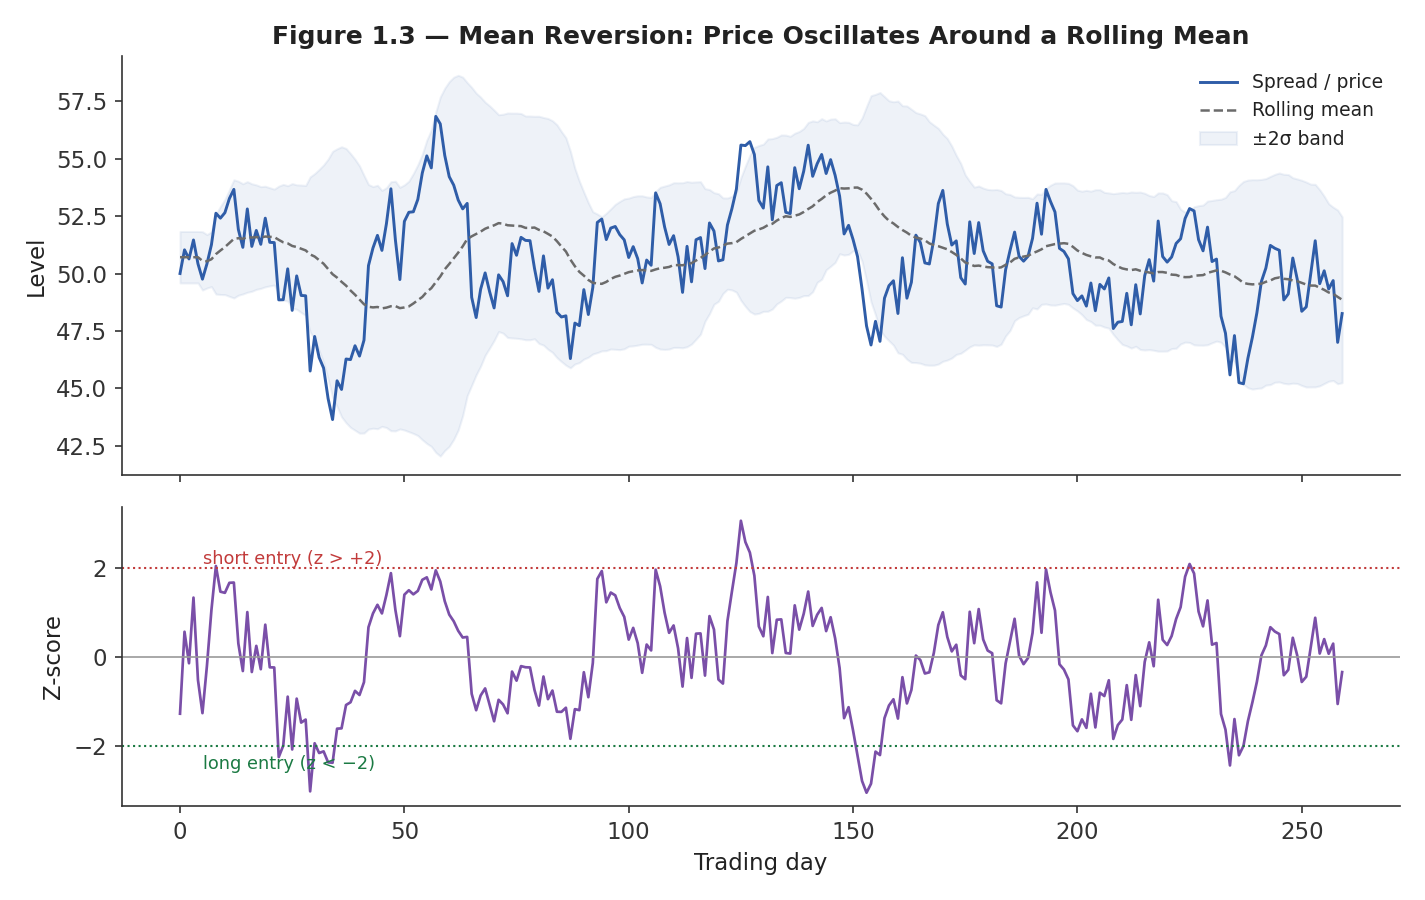 Figure 1.3 — Mean Reversion: Price Oscillates Around a Rolling Mean
Spread / price
Rolling mean
±2σ band
57.5
55.0
52.5
50.0
47.5
45.0
42.5
Level
short entry (z > +2)
long entry (z < −2)
2
0
−2
Z-score
0
50
100
150
200
250
Trading day